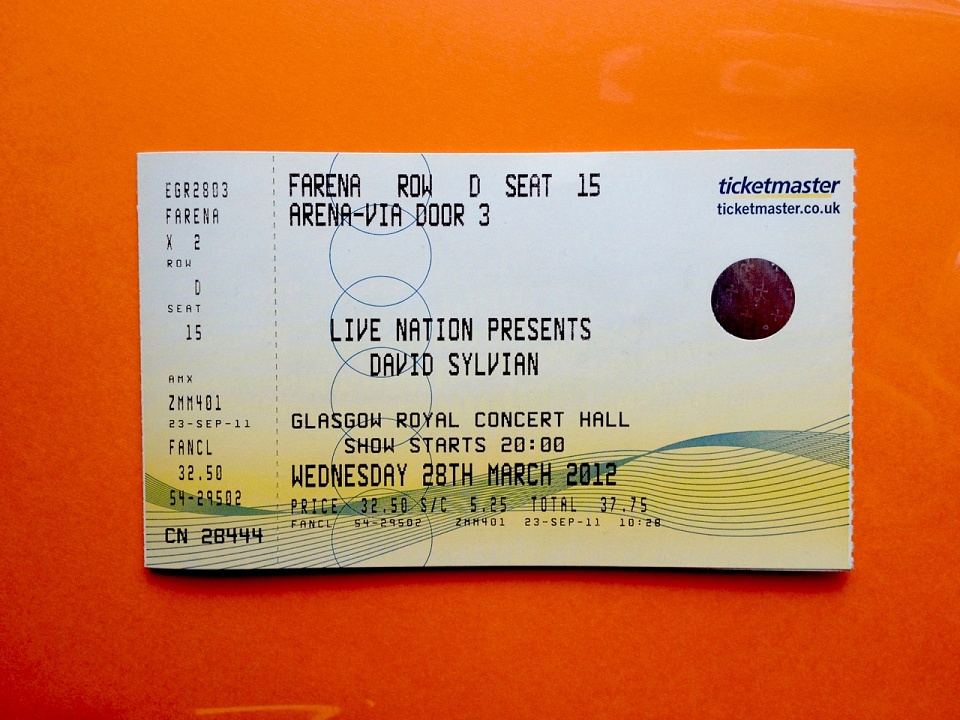 EGR2803
FARENA
X 2
ROW
D
SEAT
15
AMX
ZMM401
23-SEP-11
FANCL
32.50
54-29502
CN 28444
FARENA ROW D SEAT 15
ARENA-VIA DOOR 3
LIVE NATION PRESENTS
DAVID SYLVIAN
GLASGOW ROYAL CONCERT HALL
SHOW STARTS 20:00
WEDNESDAY 28TH MARCH 2012
PRICE 32.50 S/C 5.25 TOTAL 37.75
FANCL 54-29502 ZMM401 23-SEP-11 10:28
ticketmaster
ticketmaster.co.uk